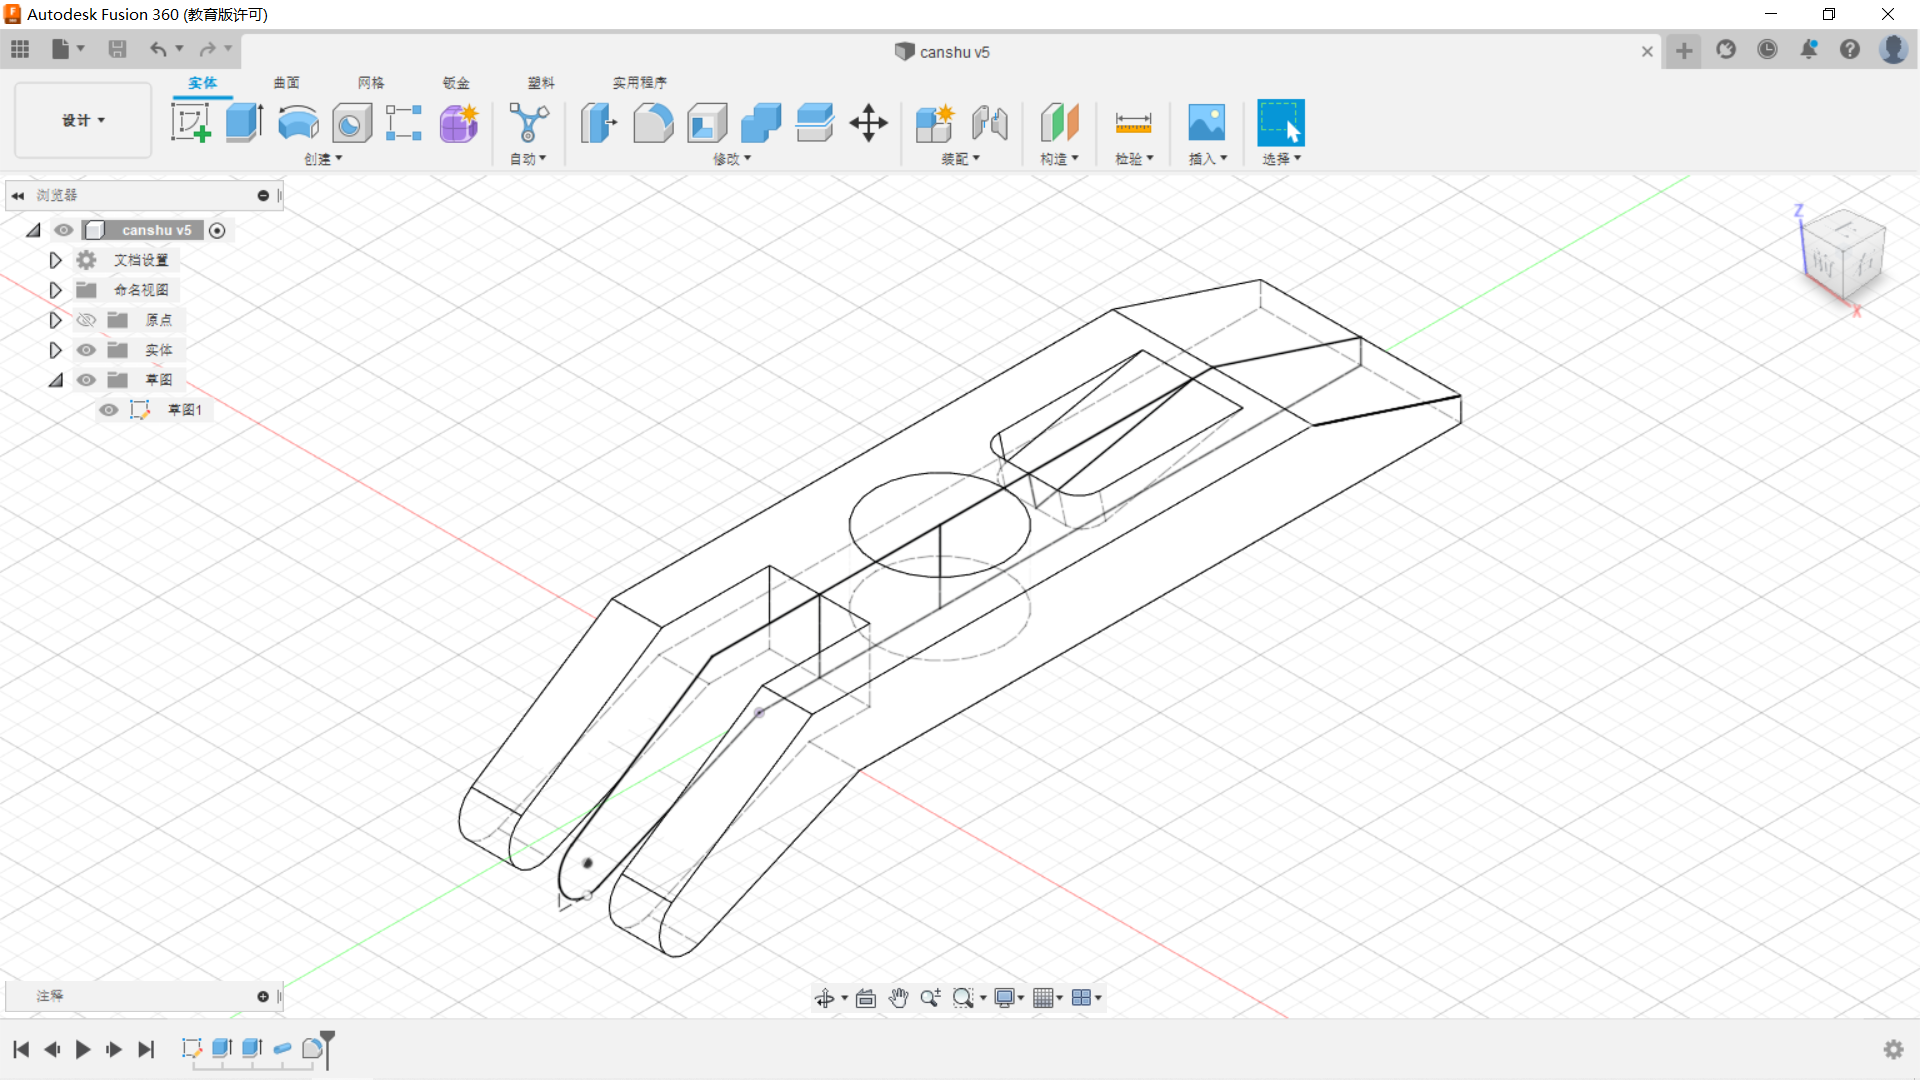 Autodesk Fusion 360 (教育版许可)
canshu v5
实体 曲面 网格 钣金 塑料 实用程序
设计
创建 自动 修改 装配 构造 检验 插入 选择
浏览器
canshu v5
文档设置
命名视图
原点
实体
草图
草图1
Z
X
注释